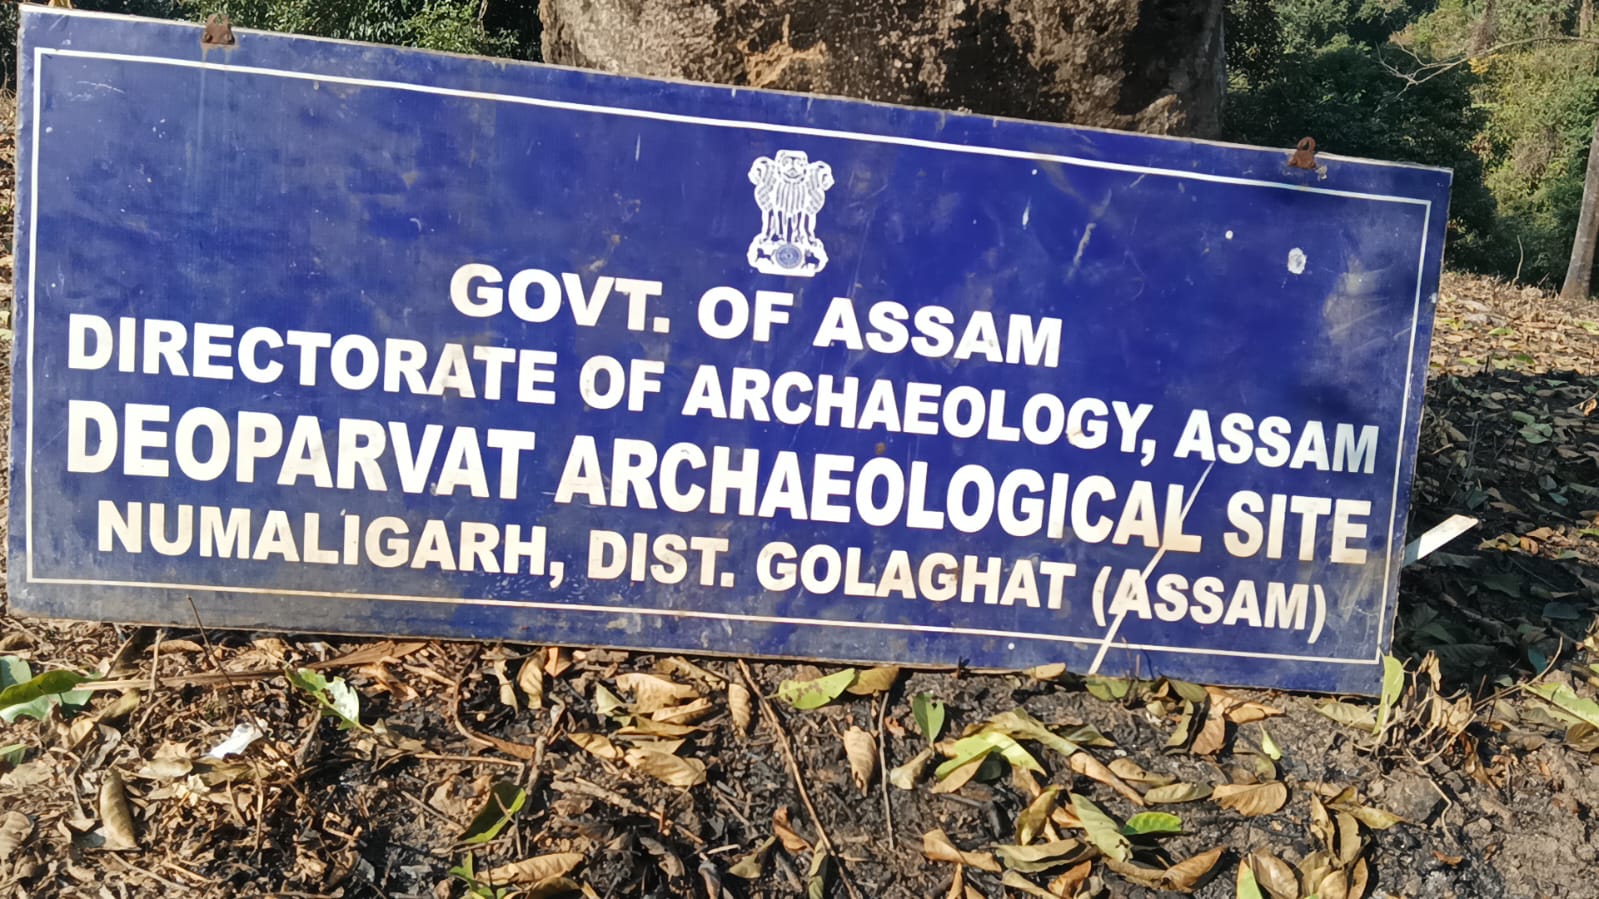 GOVT. OF ASSAM
DIRECTORATE OF ARCHAEOLOGY, ASSAM
DEOPARVAT ARCHAEOLOGICAL SITE
NUMALIGARH, DIST. GOLAGHAT (ASSAM)